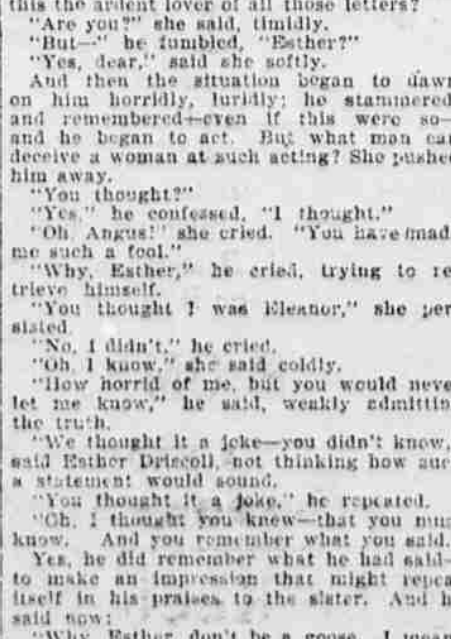 this the ardent lover of all those letters?
"Are you?" she said, timidly.
"But—" he fumbled, "Esther?"
"Yes, dear," said she softly.
And then the situation began to dawn
on him horridly, luridly; he stammered
and remembered—even if this were so—
and he began to act. But what man can
deceive a woman at such acting? She pushed
him away.
"You thought?"
"Yes," he confessed, "I thought."
"Oh, Angus!" she cried. "You have mad
me such a fool."
"Why, Esther," he cried, trying to re
trieve himself.
"You thought I was Eleanor," she per
sisted.
"No, I didn't," he cried.
"Oh, I know," she said coldly.
"How horrid of me, but you would neve
let me know," he said, weakly admittin
the truth.
"We thought it a joke—you didn't know,
said Esther Driscoll, not thinking how suc
a statement would sound.
"You thought it a joke," he repeated.
"Oh, I thought you knew—that you mus
know. And you remember what you said.
Yes, he did remember what he had said—
to make an impression that might repea
itself in his praises to the sister. And h
said now:
"Why, Esther, don't be a goose. I mean